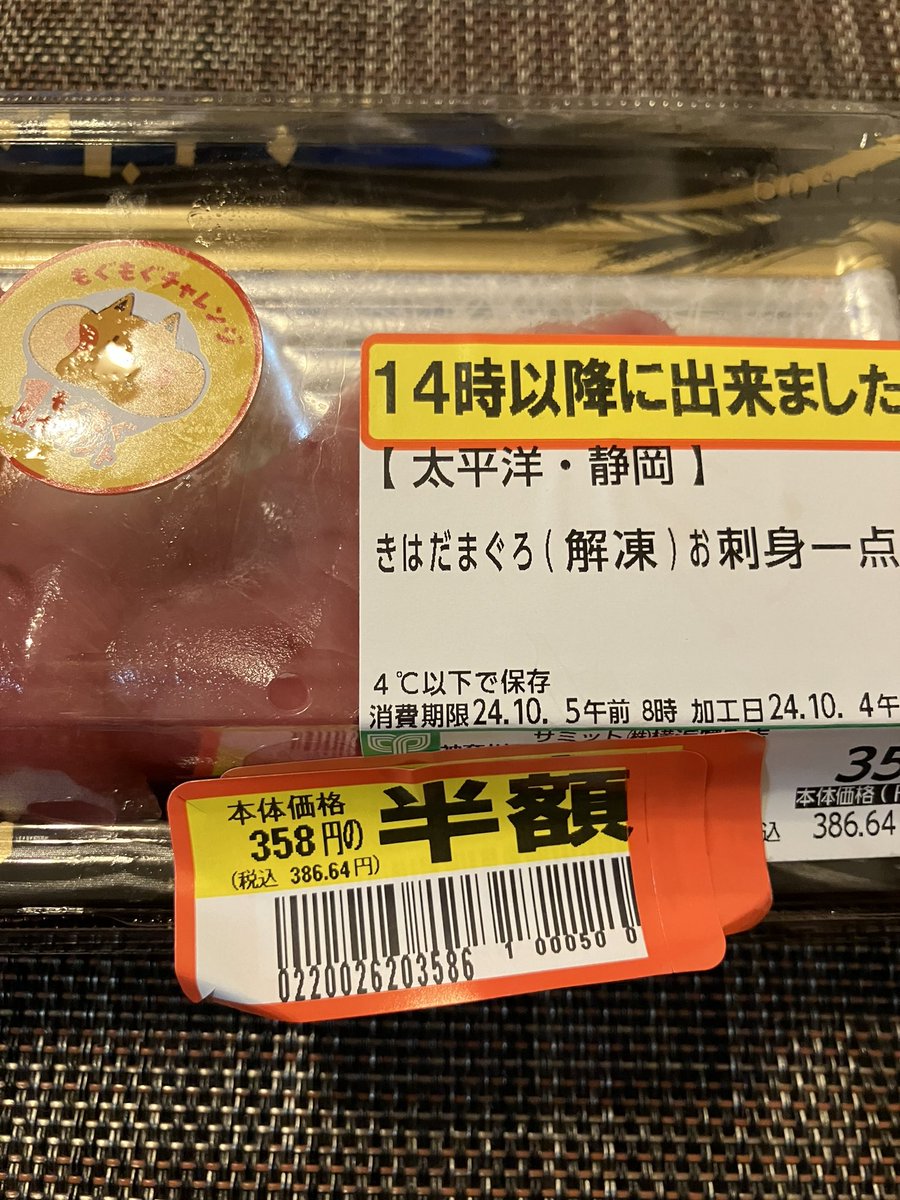 もぐもぐチャレンジ
14時以降に出来ました
【太平洋・静岡】
きはだまぐろ(解凍)お刺身一点
4℃以下で保存
消費期限24.10. 5午前 8時 加工日24.10. 4午
サミット㈱横浜
35
本体価格
386.64
本体価格
358円の
半額
(税込 386.64円)
0220026203586 1 00050 0